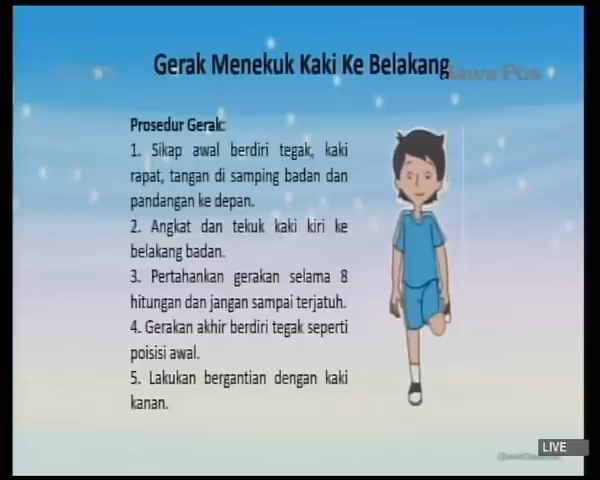 Gerak Menekuk Kaki Ke Belakang
Jawa Pos
Prosedur Gerak:
1. Sikap awal berdiri tegak, kaki
rapat, tangan di samping badan dan
pandangan ke depan.
2. Angkat dan tekuk kaki kiri ke
belakang badan.
3. Pertahankan gerakan selama 8
hitungan dan jangan sampai terjatuh.
4. Gerakan akhir berdiri tegak seperti
poisisi awal.
5. Lakukan bergantian dengan kaki
kanan.
LIVE